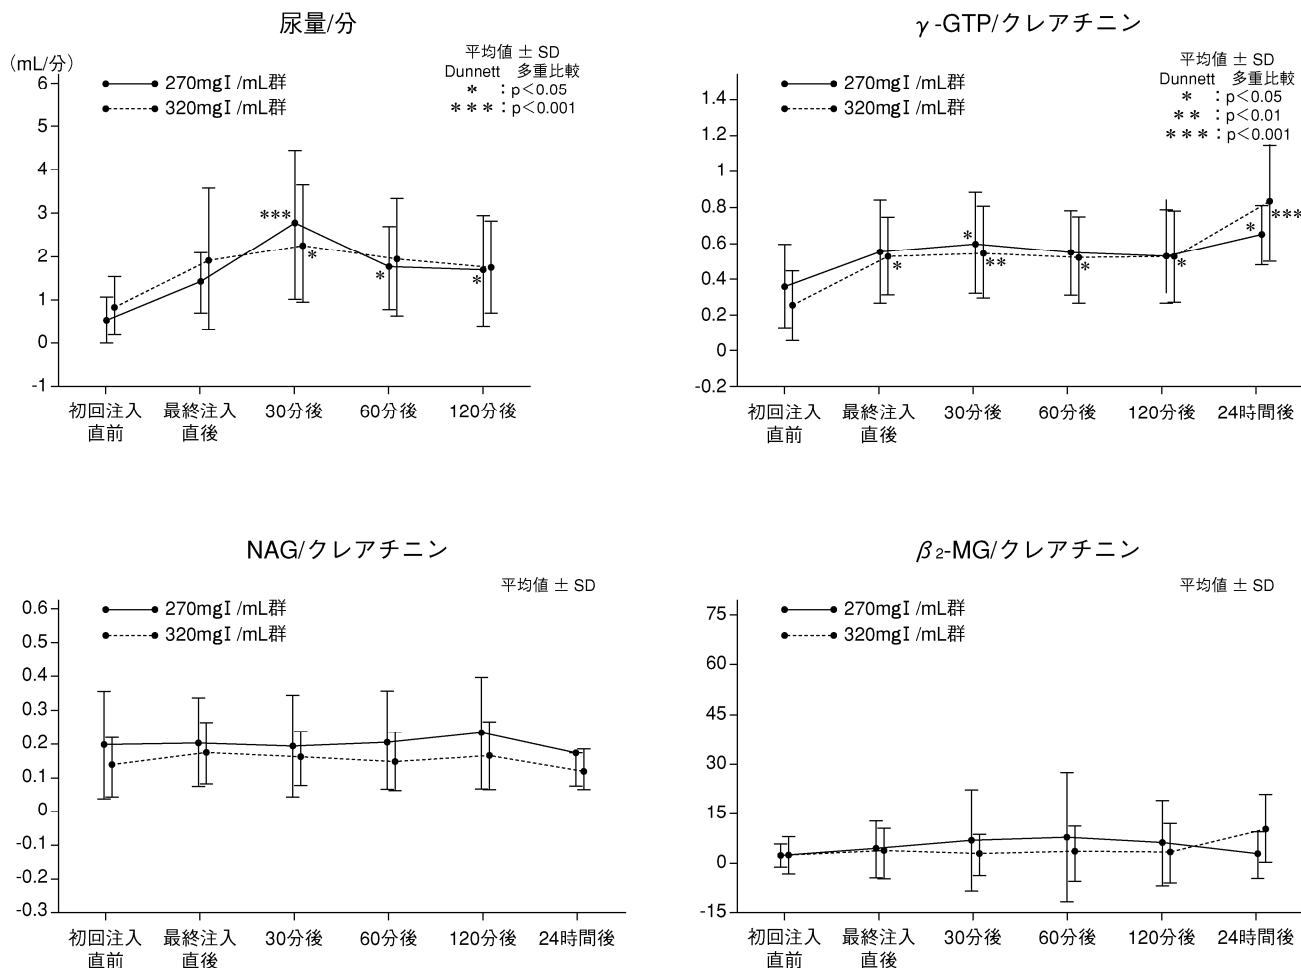 尿量/分
(mL/分)
平均値 ± SD
Dunnett 多重比較
* :p<0.05
***:p<0.001
270mgI /mL群
320mgI /mL群
6
5
4
3
2
1
0
-1
***
*
*
*
初回注入
直前
最終注入
直後
30分後
60分後
120分後
γ-GTP/クレアチニン
平均値 ± SD
Dunnett 多重比較
* :p<0.05
** :p<0.01
***:p<0.001
270mgI /mL群
320mgI /mL群
1.4
1.2
1
0.8
0.6
0.4
0.2
0
-0.2
*
*
**
*
*
*
***
初回注入
直前
最終注入
直後
30分後
60分後
120分後
24時間後
NAG/クレアチニン
平均値 ± SD
270mgI /mL群
320mgI /mL群
0.6
0.5
0.4
0.3
0.2
0.1
0
-0.1
-0.2
-0.3
初回注入
直前
最終注入
直後
30分後
60分後
120分後
24時間後
β2-MG/クレアチニン
平均値 ± SD
270mgI /mL群
320mgI /mL群
75
60
45
30
15
0
-15
初回注入
直前
最終注入
直後
30分後
60分後
120分後
24時間後